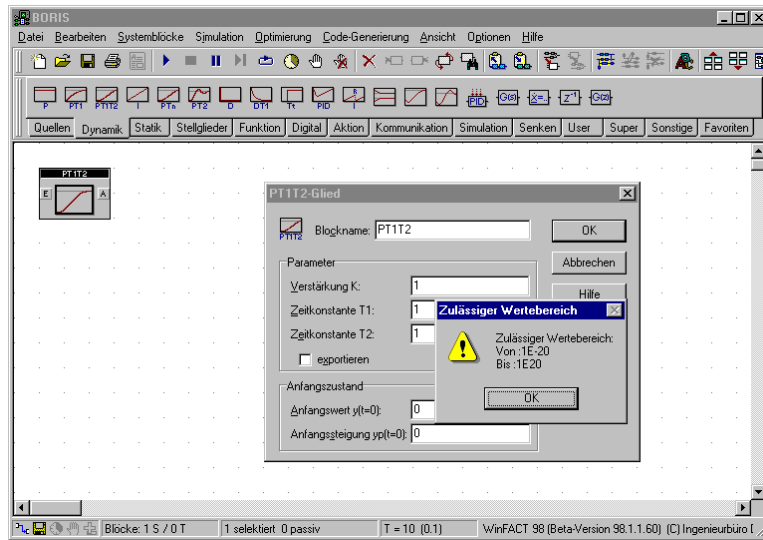 BORIS
Datei Bearbeiten Systemblöcke Simulation Optimierung Code-Generierung Ansicht Optionen Hilfe
P PT1 PT1T2 I PTn PT2 D DT1 Tt PID I PID G(s) ẋ=.. z⁻¹ G(z)
Quellen Dynamik Statik Stellglieder Funktion Digital Aktion Kommunikation Simulation Senken User Super Sonstige Favoriten
PT1T2
E A
PT1T2-Glied
PT1T2 Blockname: PT1T2 OK
Parameter Abbrechen
Verstärkung K: 1 Hilfe
Zeitkonstante T1: 1
Zeitkonstante T2: 1
exportieren
Zulässiger Wertebereich
Zulässiger Wertebereich:
Von :1E-20
Bis :1E20
OK
Anfangszustand
Anfangswert y(t=0): 0
Anfangssteigung yp(t=0): 0
Blöcke: 1 S / 0 T 1 selektiert 0 passiv T = 10 (0.1) WinFACT 98 (Beta-Version 98.1.1.60) (C) Ingenieurbüro